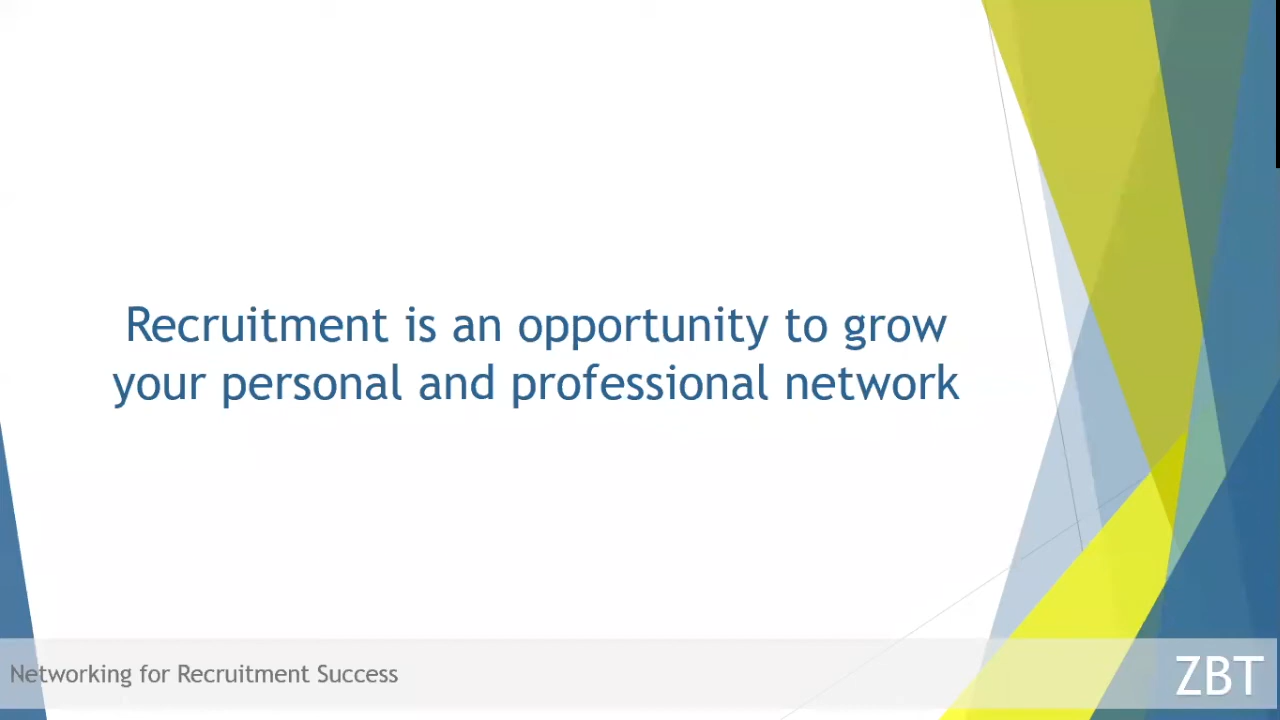 Recruitment is an opportunity to grow
your personal and professional network
Networking for Recruitment Success
ZBT